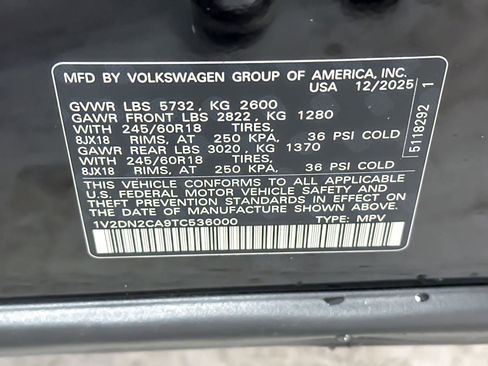 MFD BY VOLKSWAGEN GROUP OF AMERICA, INC.
USA 12/2025
GVWR LBS 5732 , KG 2600
GAWR FRONT LBS 2822 , KG 1280
WITH 245/60R18 TIRES,
8JX18 RIMS, AT 250 KPA, 36 PSI COLD
GAWR REAR LBS 3020 , KG 1370
WITH 245/60R18 TIRES,
8JX18 RIMS, AT 250 KPA, 36 PSI COLD
THIS VEHICLE CONFORMS TO ALL APPLICABLE
U.S. FEDERAL MOTOR VEHICLE SAFETY AND
THEFT PREVENTION STANDARDS IN EFFECT ON
THE DATE OF MANUFACTURE SHOWN ABOVE.
1V2DN2CA9TC536000 TYPE: MPV
5118292 1